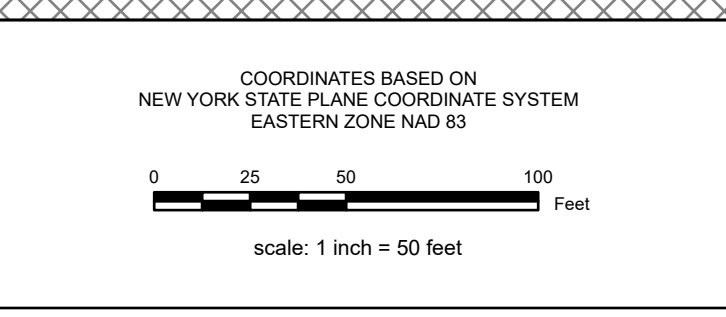 COORDINATES BASED ON
NEW YORK STATE PLANE COORDINATE SYSTEM
EASTERN ZONE NAD 83
0 25 50 100
Feet
scale: 1 inch = 50 feet